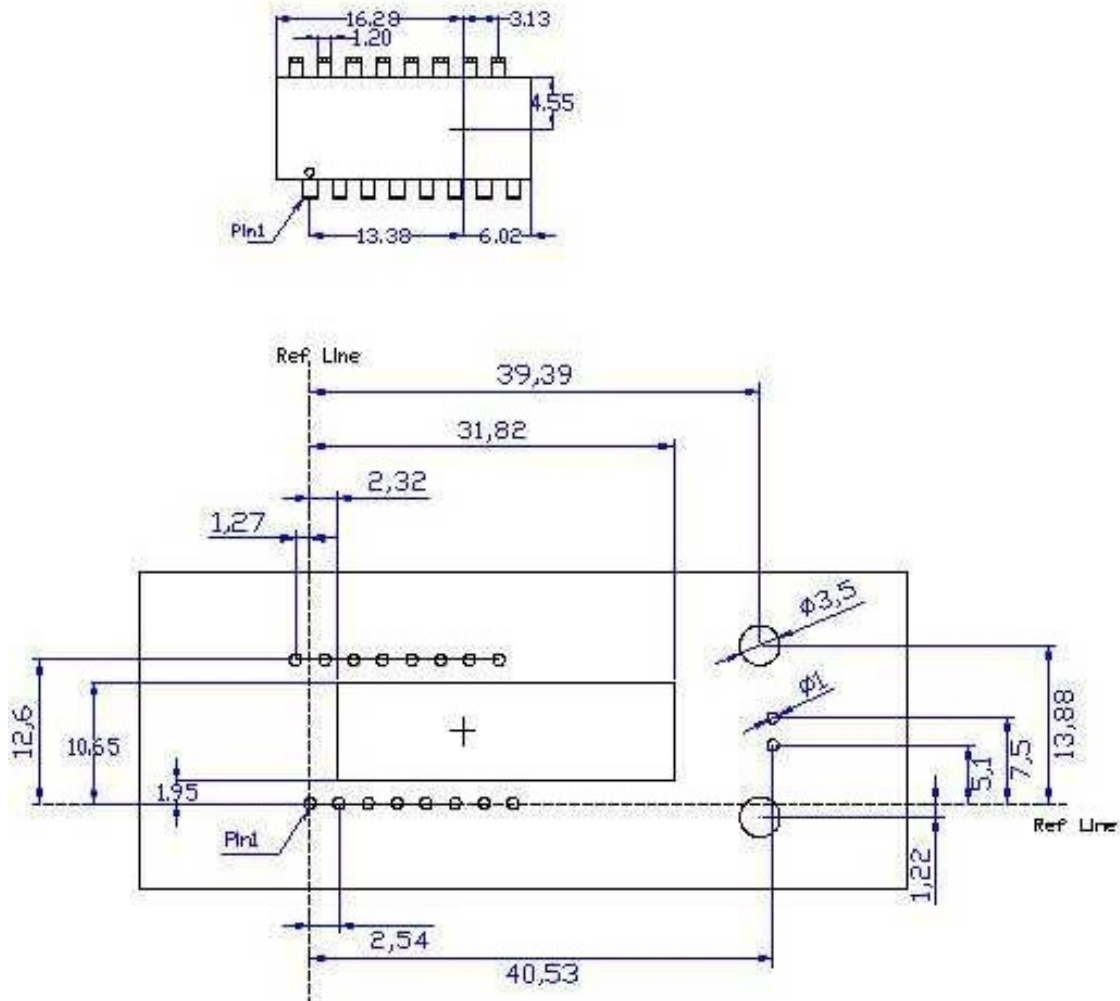 16.28 3.13
1.20
4.55
Pin1
13.38 6.02
Ref Line
39,39
31,82
2,32
1,27
ø3,5
ø1
12,6
10.65
1.95
13,88
7,5
5,1
Pin1
Ref Line
1,22
2,54
40,53